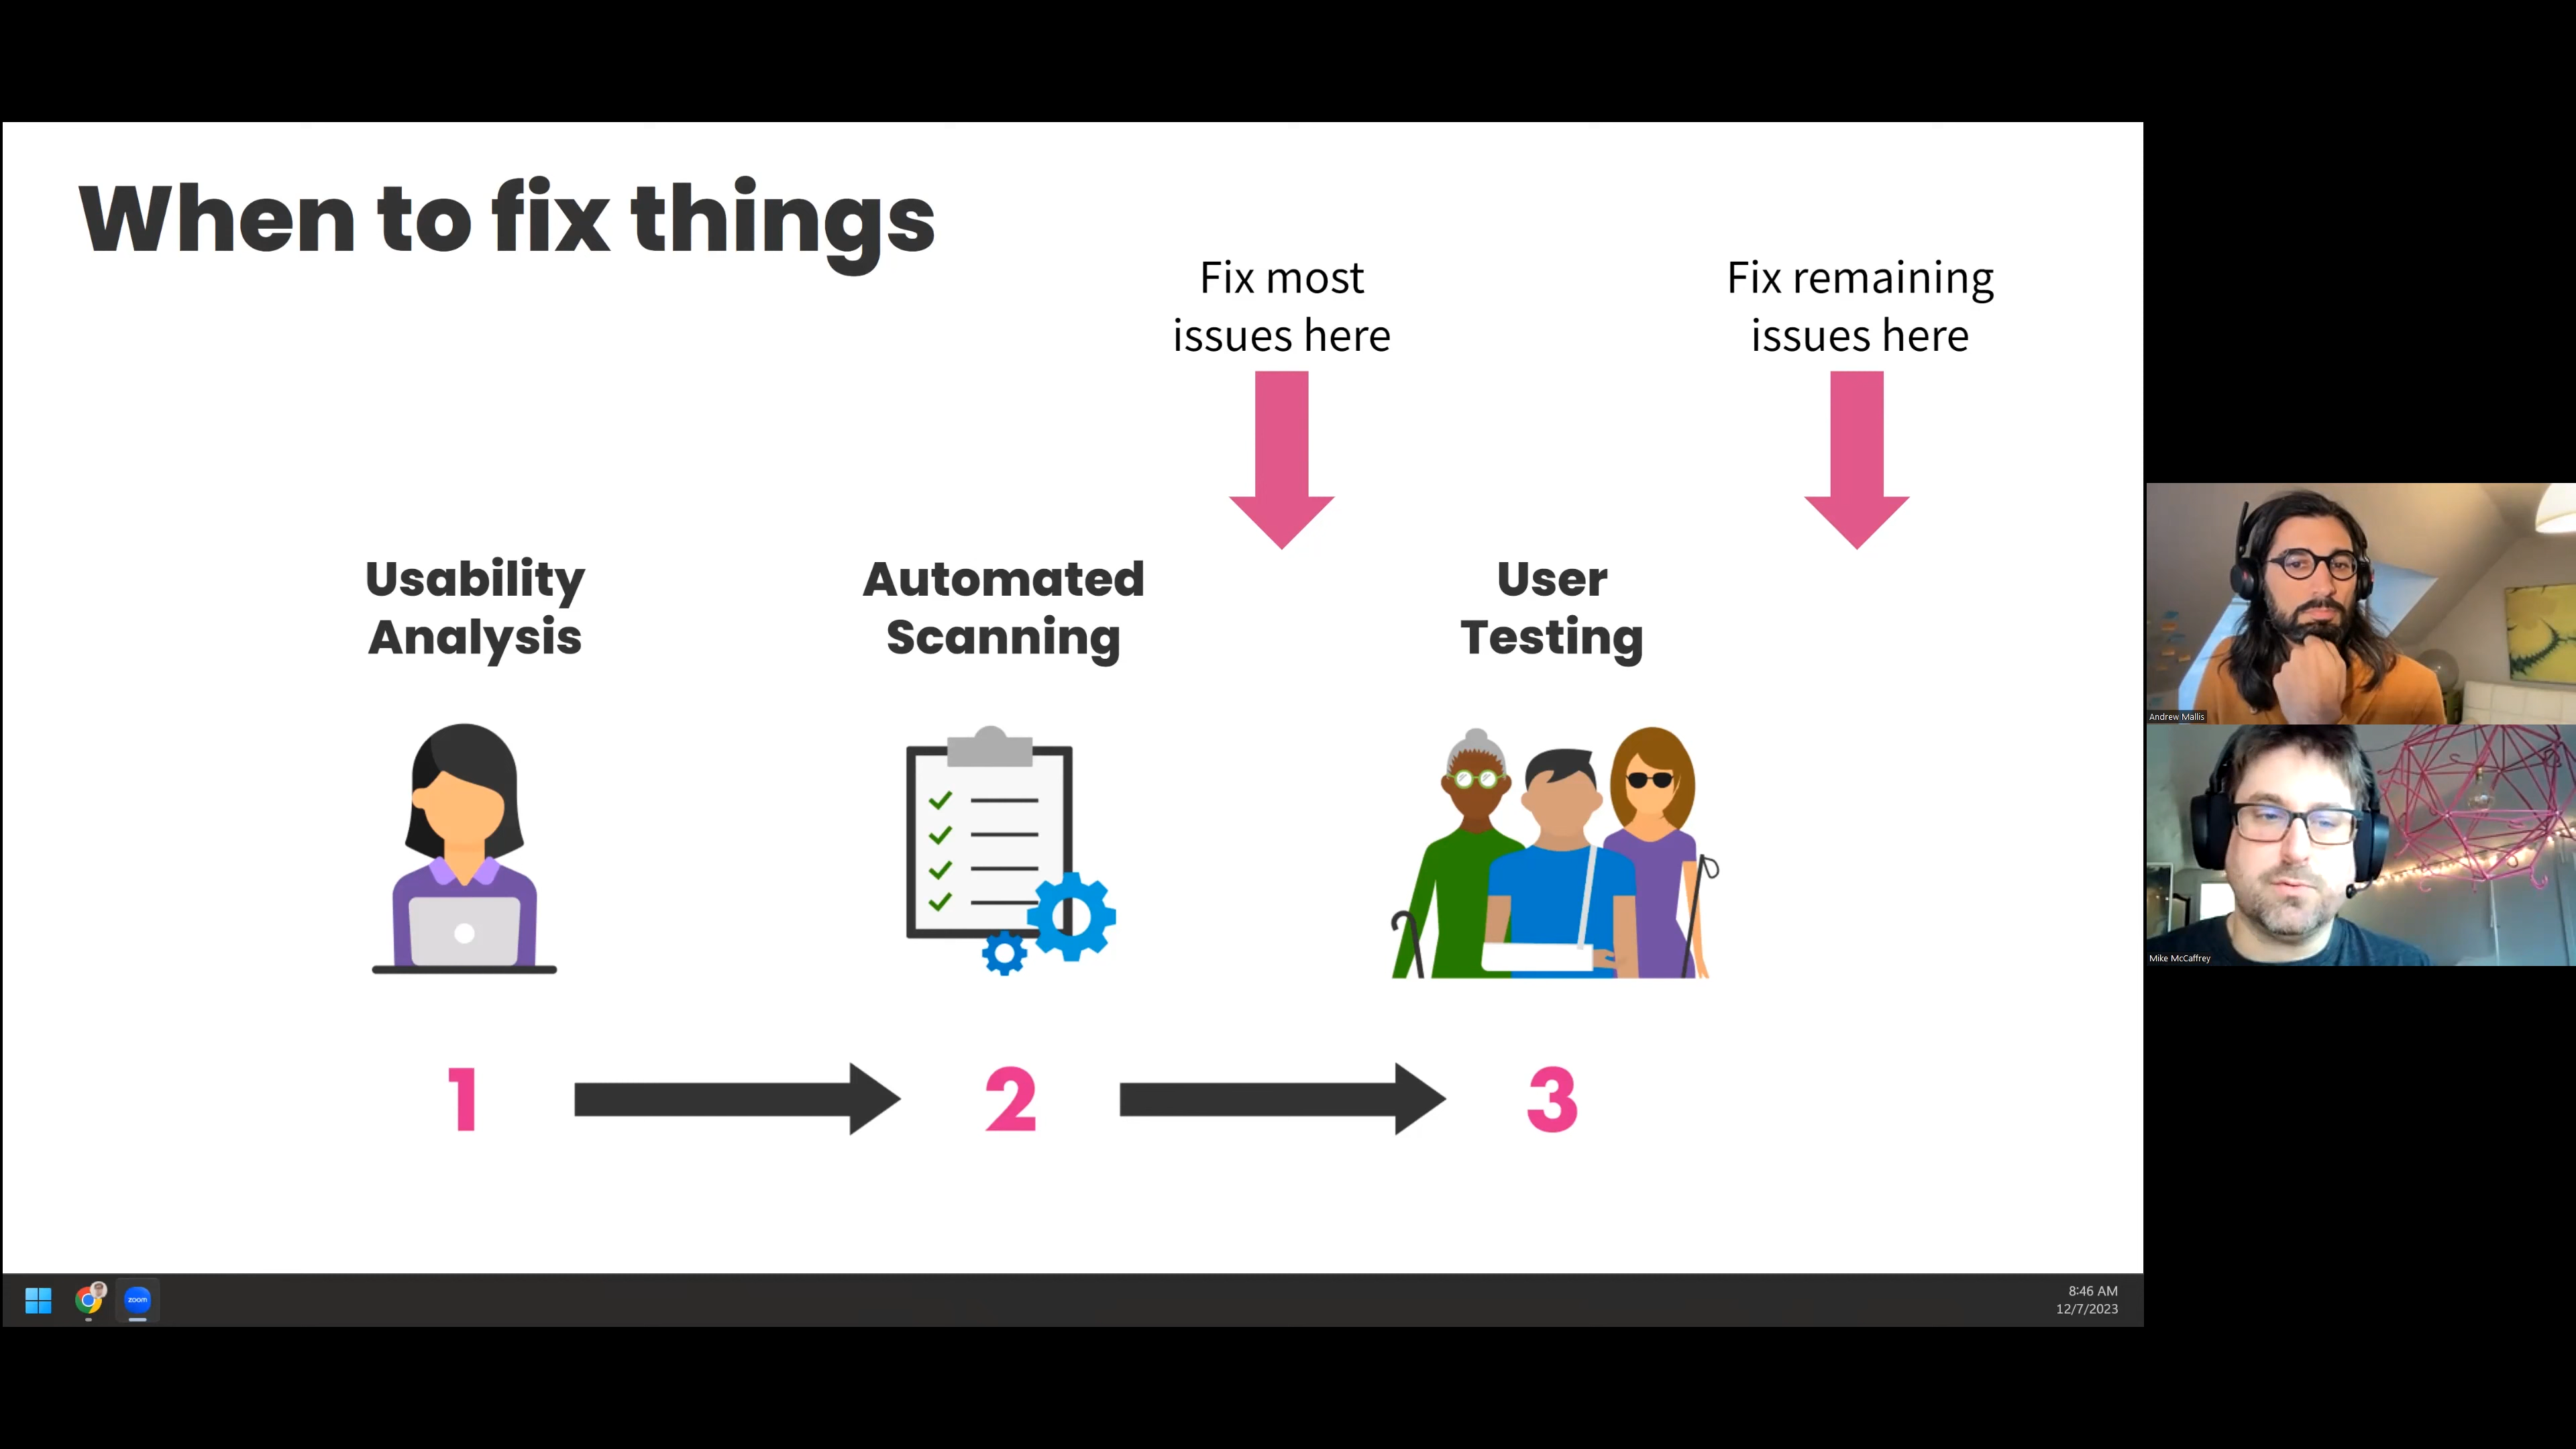 When to fix things
Fix most
issues here
Fix remaining
issues here
Usability
Analysis
Automated
Scanning
User
Testing
1
2
3
Andrew Mallis
Mike McCaffrey
zoom
8:46 AM
12/7/2023